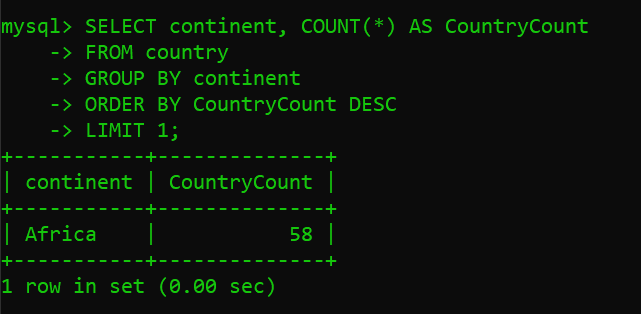 mysql> SELECT continent, COUNT(*) AS CountryCount
    -> FROM country
    -> GROUP BY continent
    -> ORDER BY CountryCount DESC
    -> LIMIT 1;
+-----------+--------------+
| continent | CountryCount |
+-----------+--------------+
| Africa    |           58 |
+-----------+--------------+
1 row in set (0.00 sec)